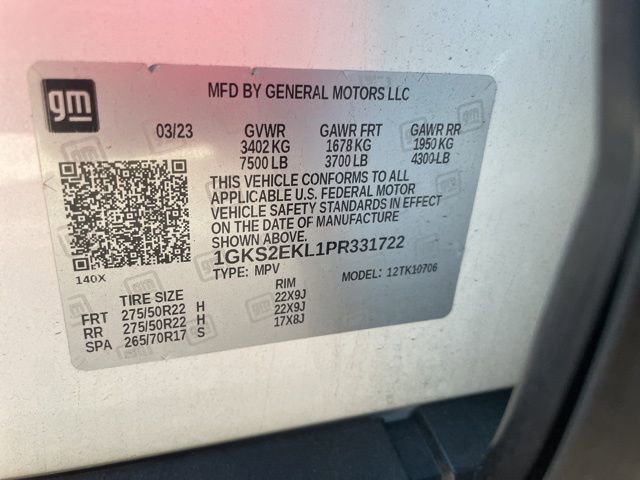 gm
MFD BY GENERAL MOTORS LLC
03/23 GVWR GAWR FRT GAWR RR
3402 KG 1678 KG 1950 KG
7500 LB 3700 LB 4300 LB
THIS VEHICLE CONFORMS TO ALL
APPLICABLE U.S. FEDERAL MOTOR
VEHICLE SAFETY STANDARDS IN EFFECT
ON THE DATE OF MANUFACTURE
SHOWN ABOVE.
1GKS2EKL1PR331722
TYPE: MPV MODEL: 12TK10706
140X
TIRE SIZE RIM
FRT 275/50R22 H 22X9J
RR 275/50R22 H 22X9J
SPA 265/70R17 S 17X8J